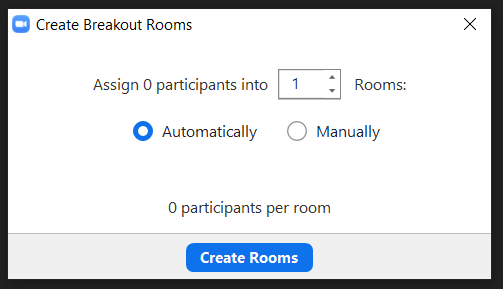 Create Breakout Rooms
Assign 0 participants into 1 Rooms:
Automatically Manually
0 participants per room
Create Rooms